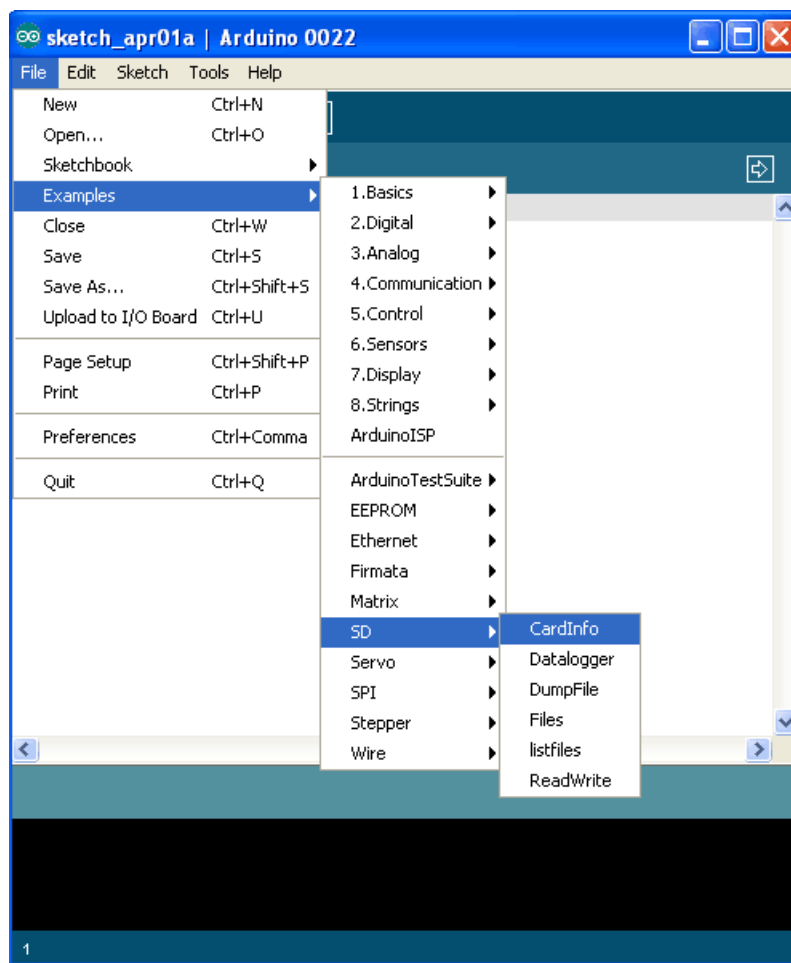 sketch_apr01a | Arduino 0022
File Edit Sketch Tools Help
New Ctrl+N
Open... Ctrl+O
Sketchbook
Examples
Close Ctrl+W
Save Ctrl+S
Save As... Ctrl+Shift+S
Upload to I/O Board Ctrl+U
Page Setup Ctrl+Shift+P
Print Ctrl+P
Preferences Ctrl+Comma
Quit Ctrl+Q
1.Basics
2.Digital
3.Analog
4.Communication
5.Control
6.Sensors
7.Display
8.Strings
ArduinoISP
ArduinoTestSuite
EEPROM
Ethernet
Firmata
Matrix
SD
Servo
SPI
Stepper
Wire
CardInfo
Datalogger
DumpFile
Files
listfiles
ReadWrite
1